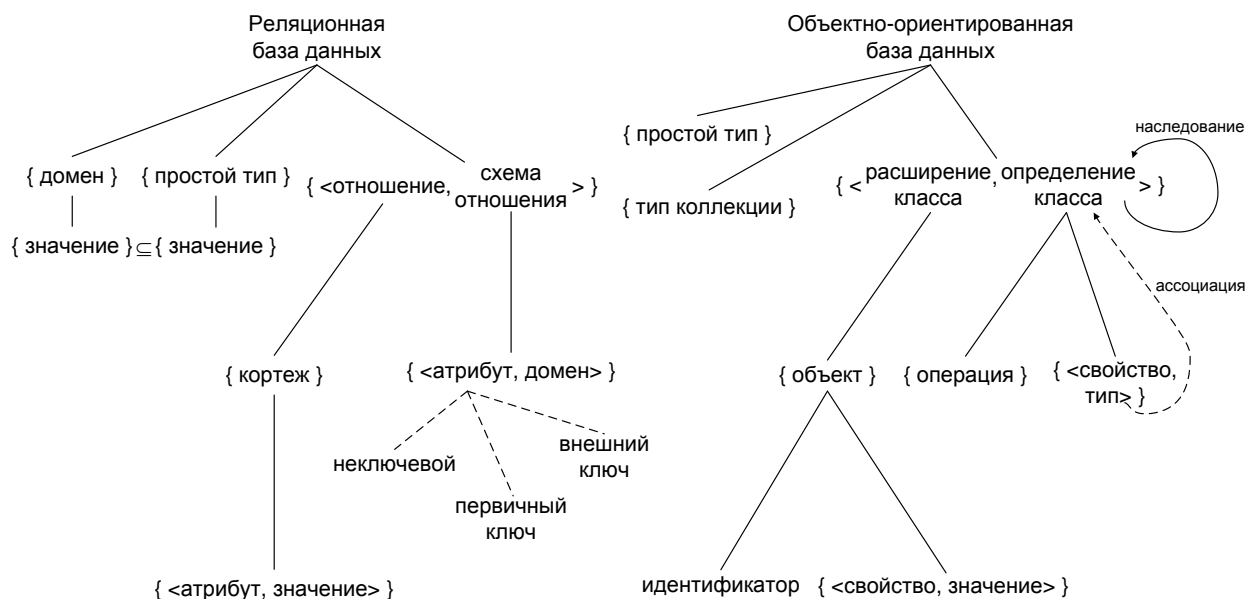 Реляционная
база данных
{ домен }
{ простой тип }
{ <отношение, схема отношения > }
{ значение } ⊆ { значение }
{ кортеж }
{ <атрибут, домен> }
неключевой
первичный
ключ
внешний
ключ
{ <атрибут, значение> }
Объектно-ориентированная
база данных
{ простой тип }
{ тип коллекции }
{ < расширение класса , определение класса > }
наследование
ассоциация
{ объект }
{ операция }
{ <свойство,
тип> }
идентификатор
{ <свойство, значение> }